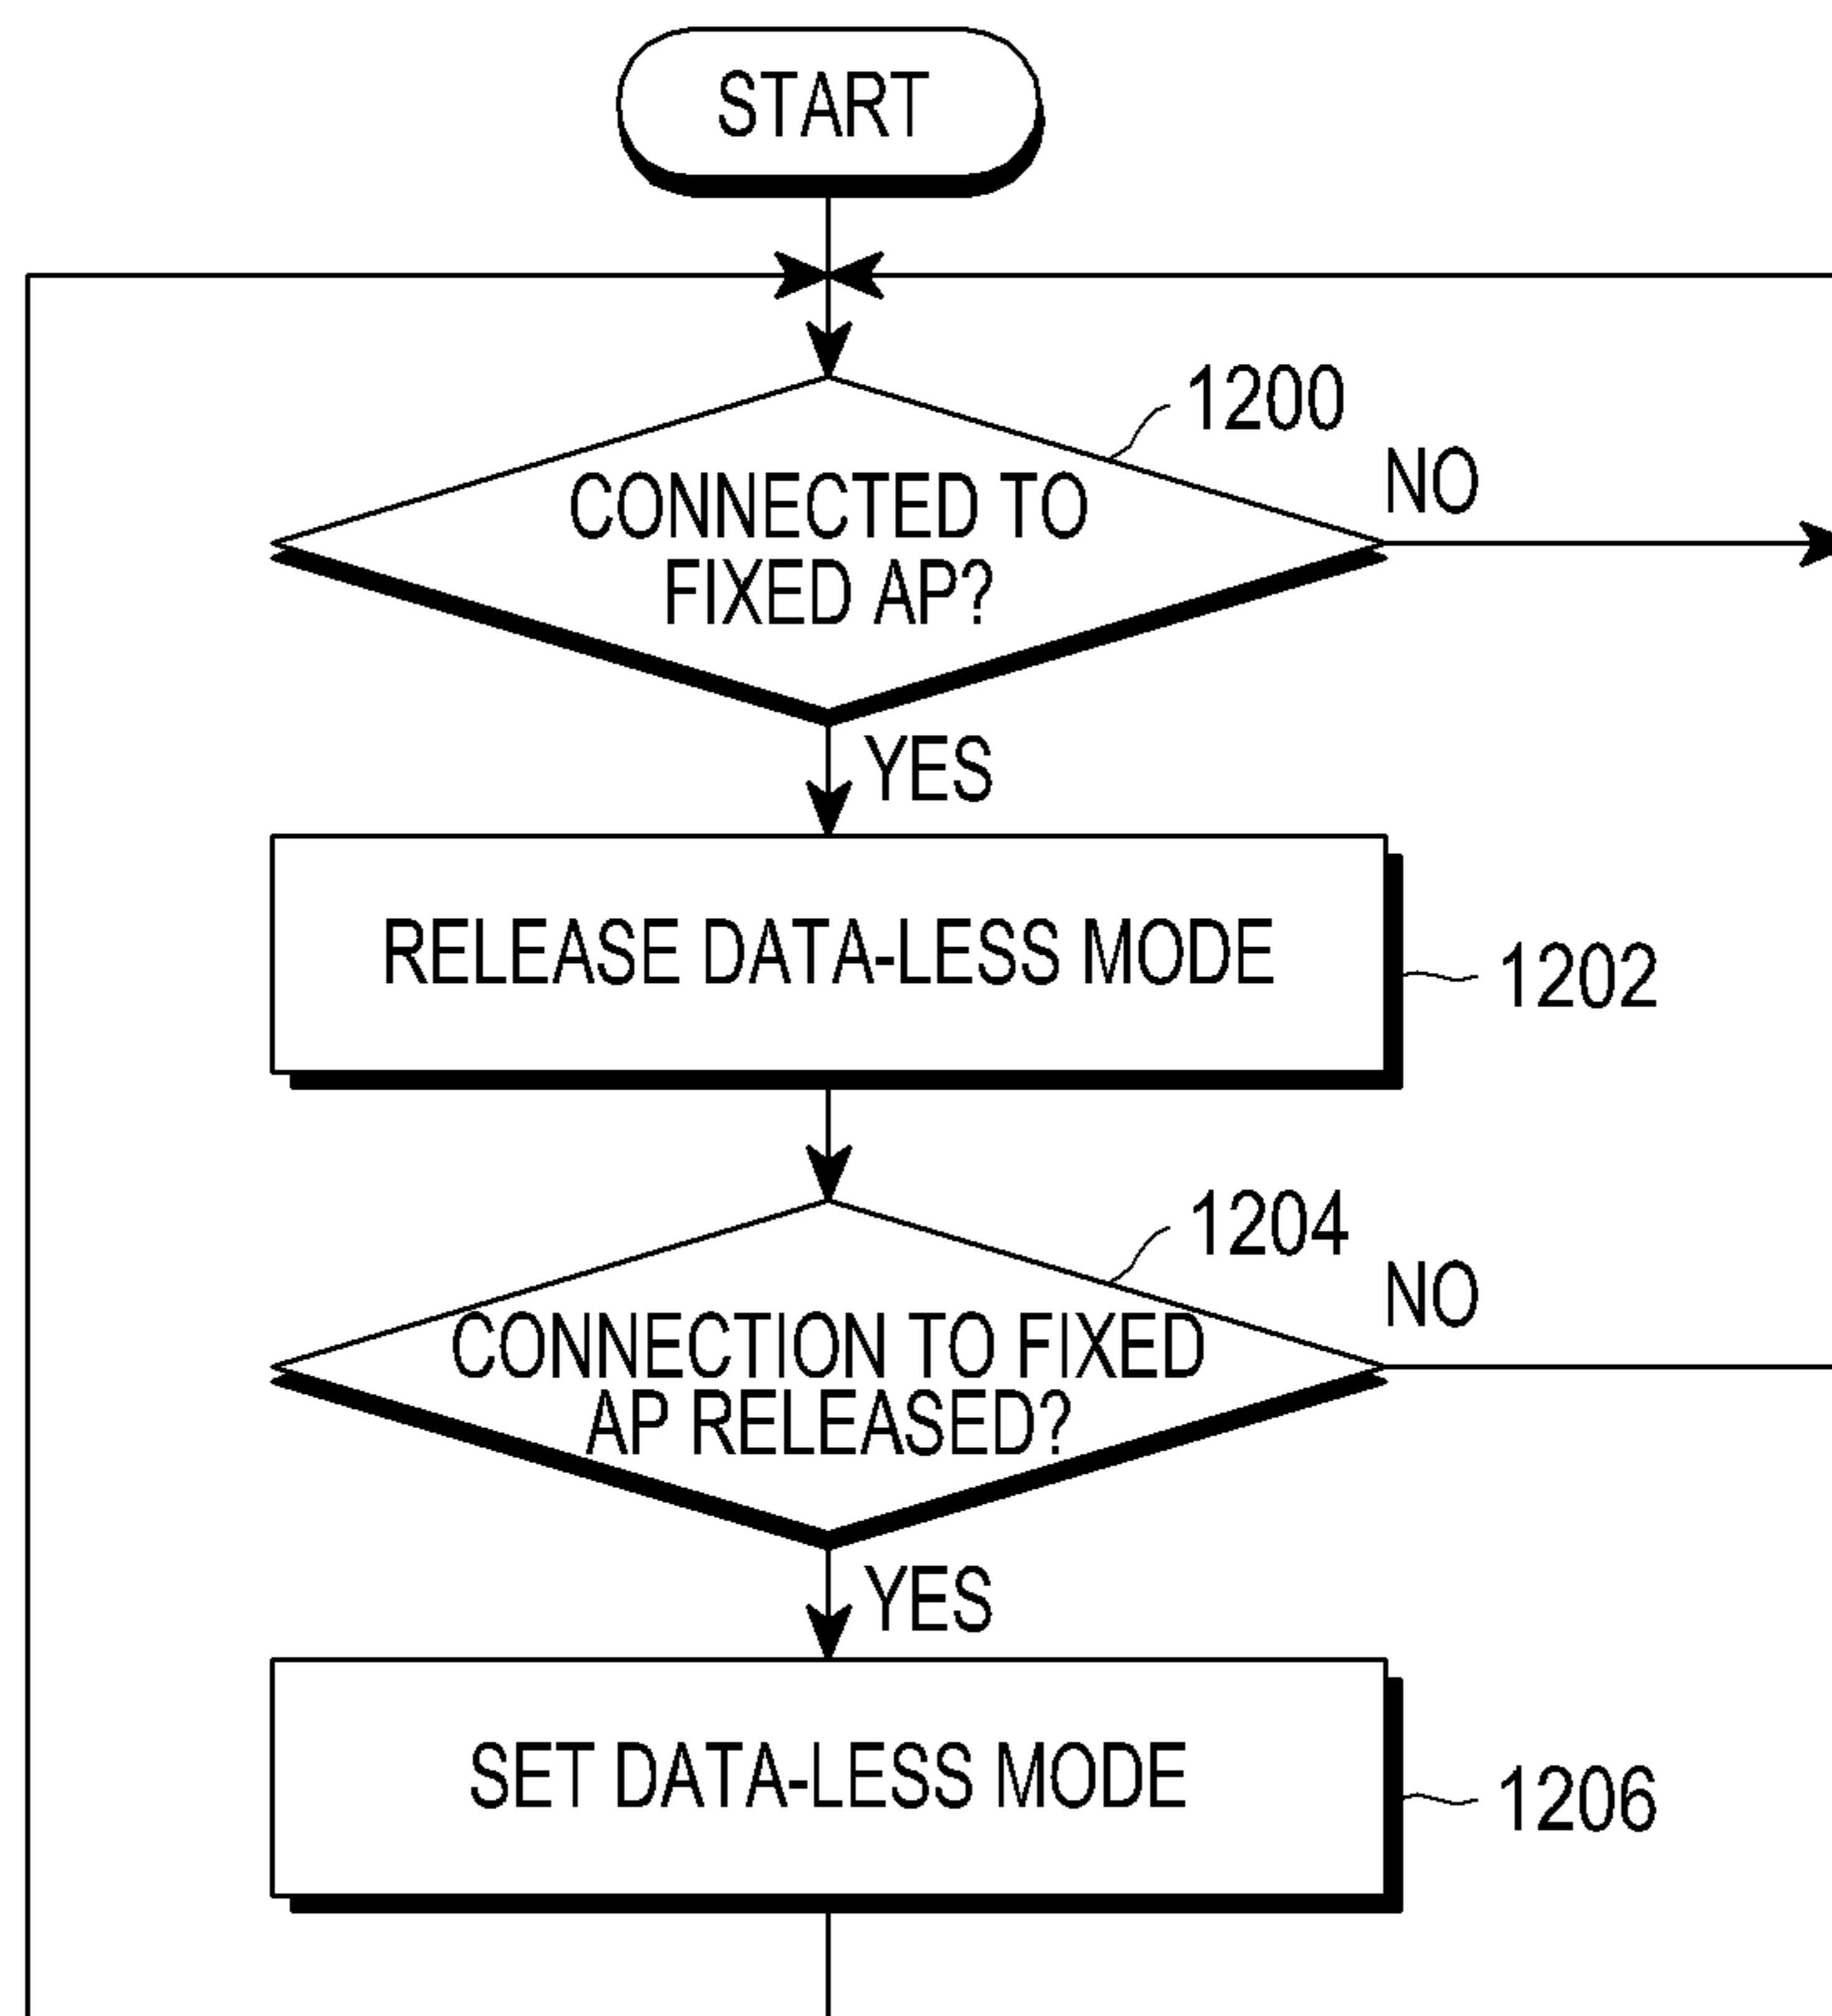 START
1200
NO
CONNECTED TO
FIXED AP?
YES
RELEASE DATA-LESS MODE
1202
1204
NO
CONNECTION TO FIXED
AP RELEASED?
YES
SET DATA-LESS MODE
1206